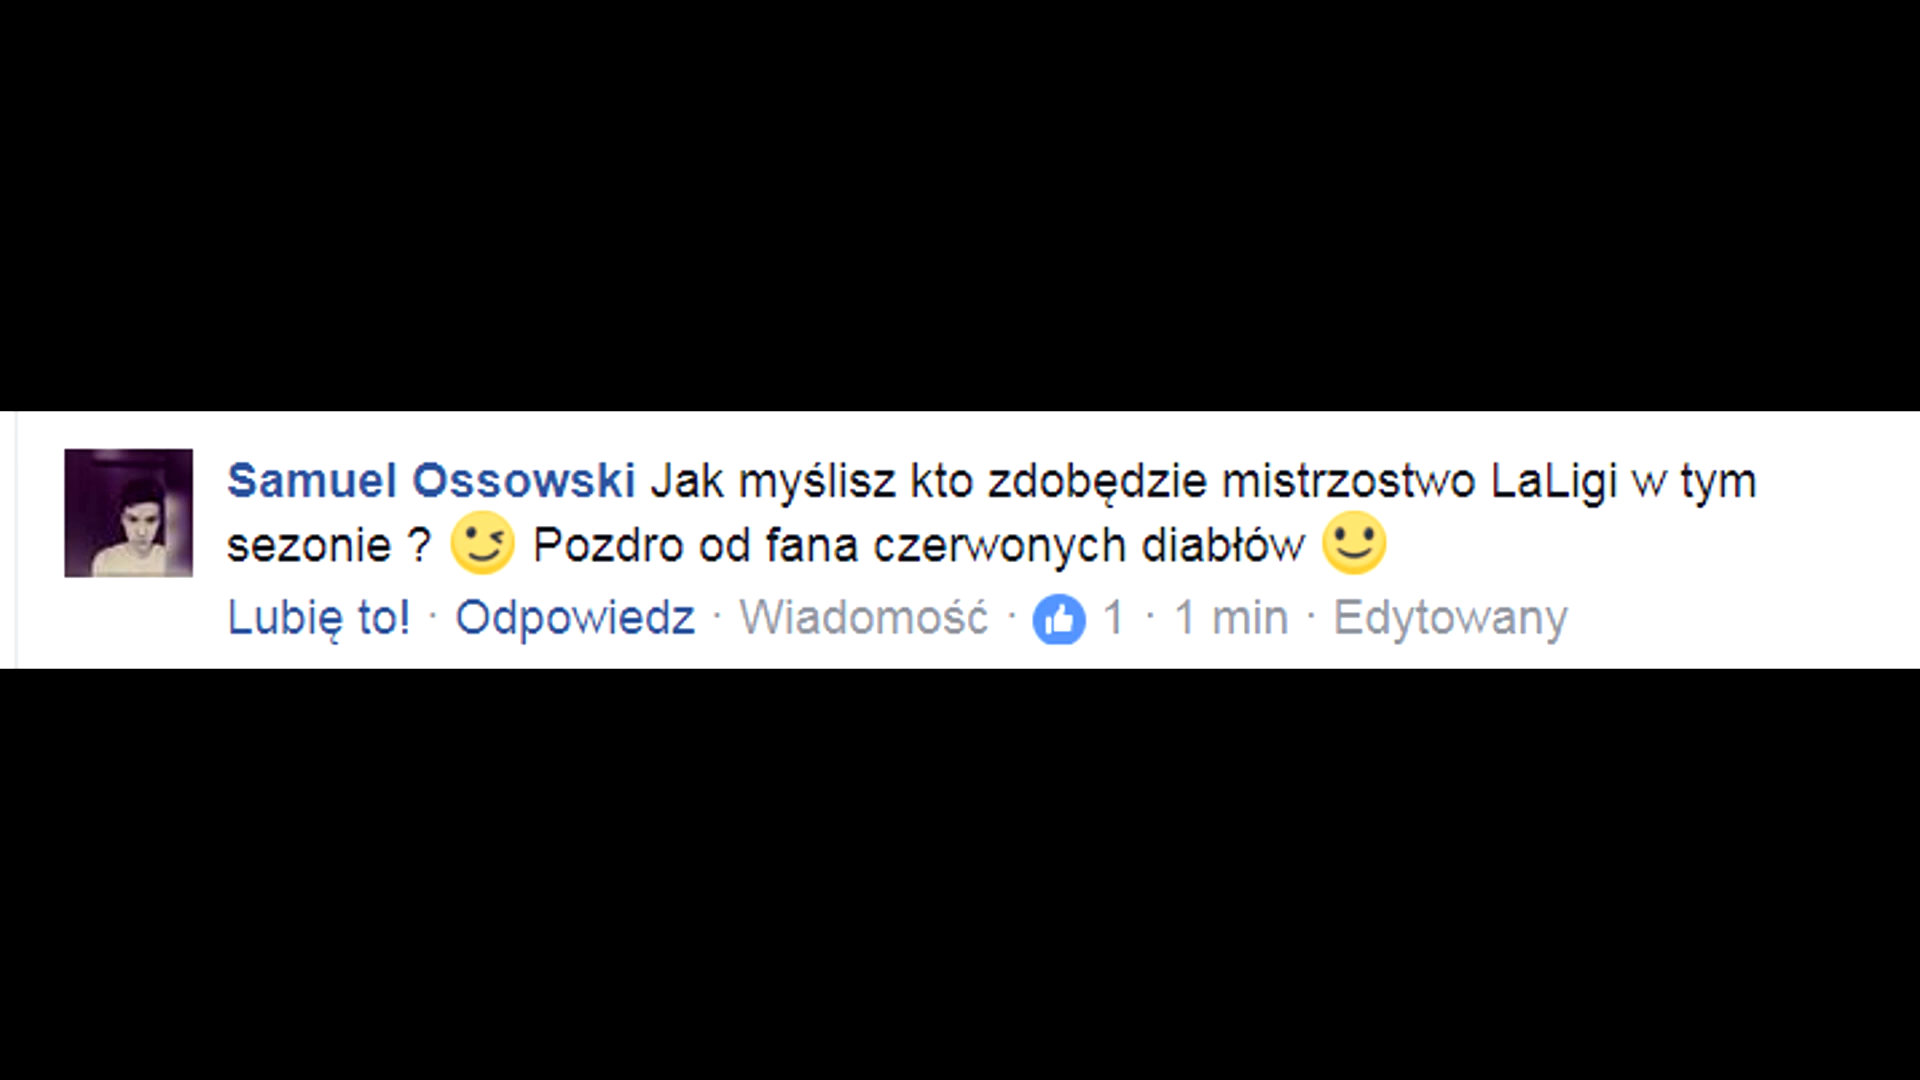 Samuel Ossowski Jak myślisz kto zdobędzie mistrzostwo LaLigi w tym
sezonie ? 😉 Pozdro od fana czerwonych diabłów 🙂
Lubię to! · Odpowiedz · Wiadomość · 1 · 1 min · Edytowany